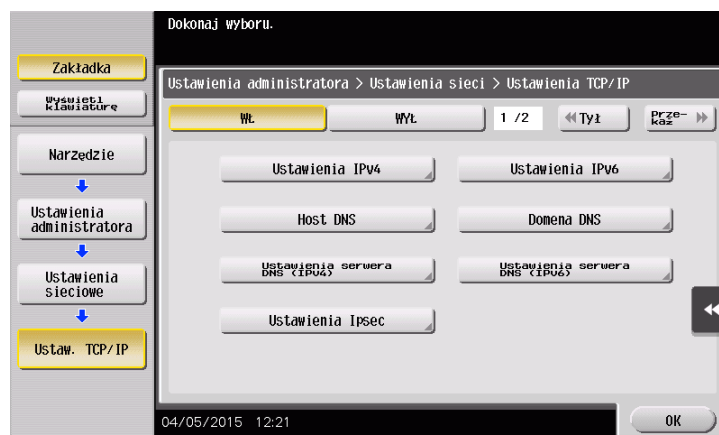 Dokonaj wyboru.
Zakładka
Wyświetl
klawiaturę
Narzędzie
Ustawienia
administratora
Ustawienia
sieciowe
Ustaw. TCP/IP
Ustawienia administratora > Ustawienia sieci > Ustawienia TCP/IP
WŁ.
WYŁ.
1 /2
Tył
Prze-
kaz
Ustawienia IPv4
Ustawienia IPv6
Host DNS
Domena DNS
Ustawienia serwera
DNS (IPv4)
Ustawienia serwera
DNS (IPv6)
Ustawienia Ipsec
04/05/2015 12:21
OK